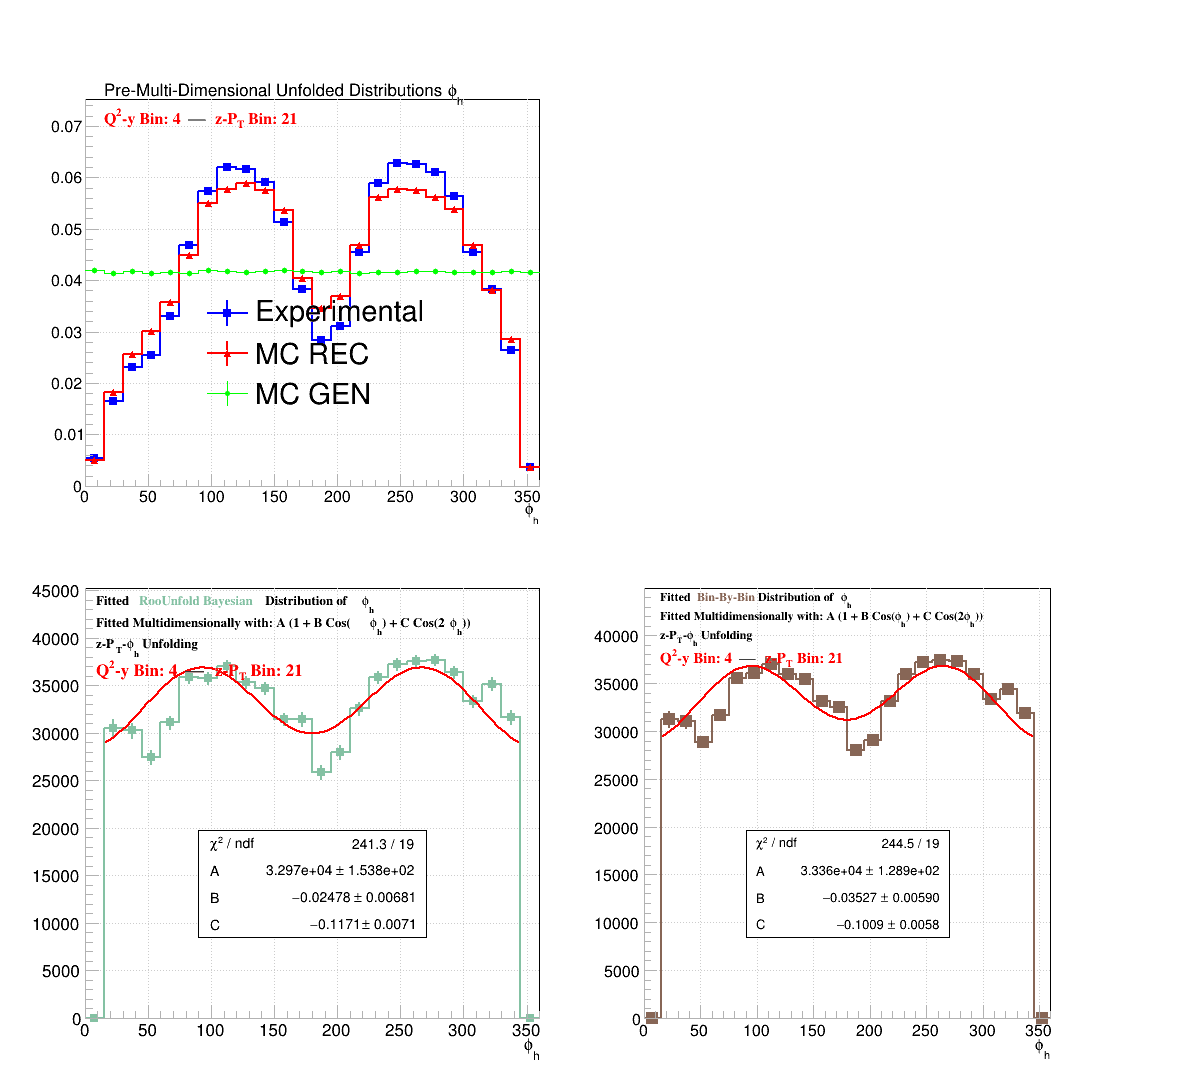 Pre-Multi-Dimensional Unfolded Distributions ϕh
Q²-y Bin: 4 — z-PT Bin: 21
0.07
0.06
0.05
0.04
0.03
0.02
0.01
0
Experimental
MC REC
MC GEN
0 50 100 150 200 250 300 350
ϕh
Fitted RooUnfold Bayesian Distribution of ϕh
Fitted Multidimensionally with: A (1 + B Cos( ϕh) + C Cos(2 ϕh))
z-PT-ϕh Unfolding
Q²-y Bin: 4 — z-PT Bin: 21
45000
40000
35000
30000
25000
20000
15000
10000
5000
0
χ² / ndf 241.3 / 19
A 3.297e+04 ± 1.538e+02
B −0.02478 ± 0.00681
C −0.1171 ± 0.0071
0 50 100 150 200 250 300 350
ϕh
Fitted Bin-By-Bin Distribution of ϕh
Fitted Multidimensionally with: A (1 + B Cos(ϕh) + C Cos(2ϕh))
z-PT-ϕh Unfolding
Q²-y Bin: 4 — z-PT Bin: 21
40000
35000
30000
25000
20000
15000
10000
5000
0
χ² / ndf 244.5 / 19
A 3.336e+04 ± 1.289e+02
B −0.03527 ± 0.00590
C −0.1009 ± 0.0058
0 50 100 150 200 250 300 350
ϕh